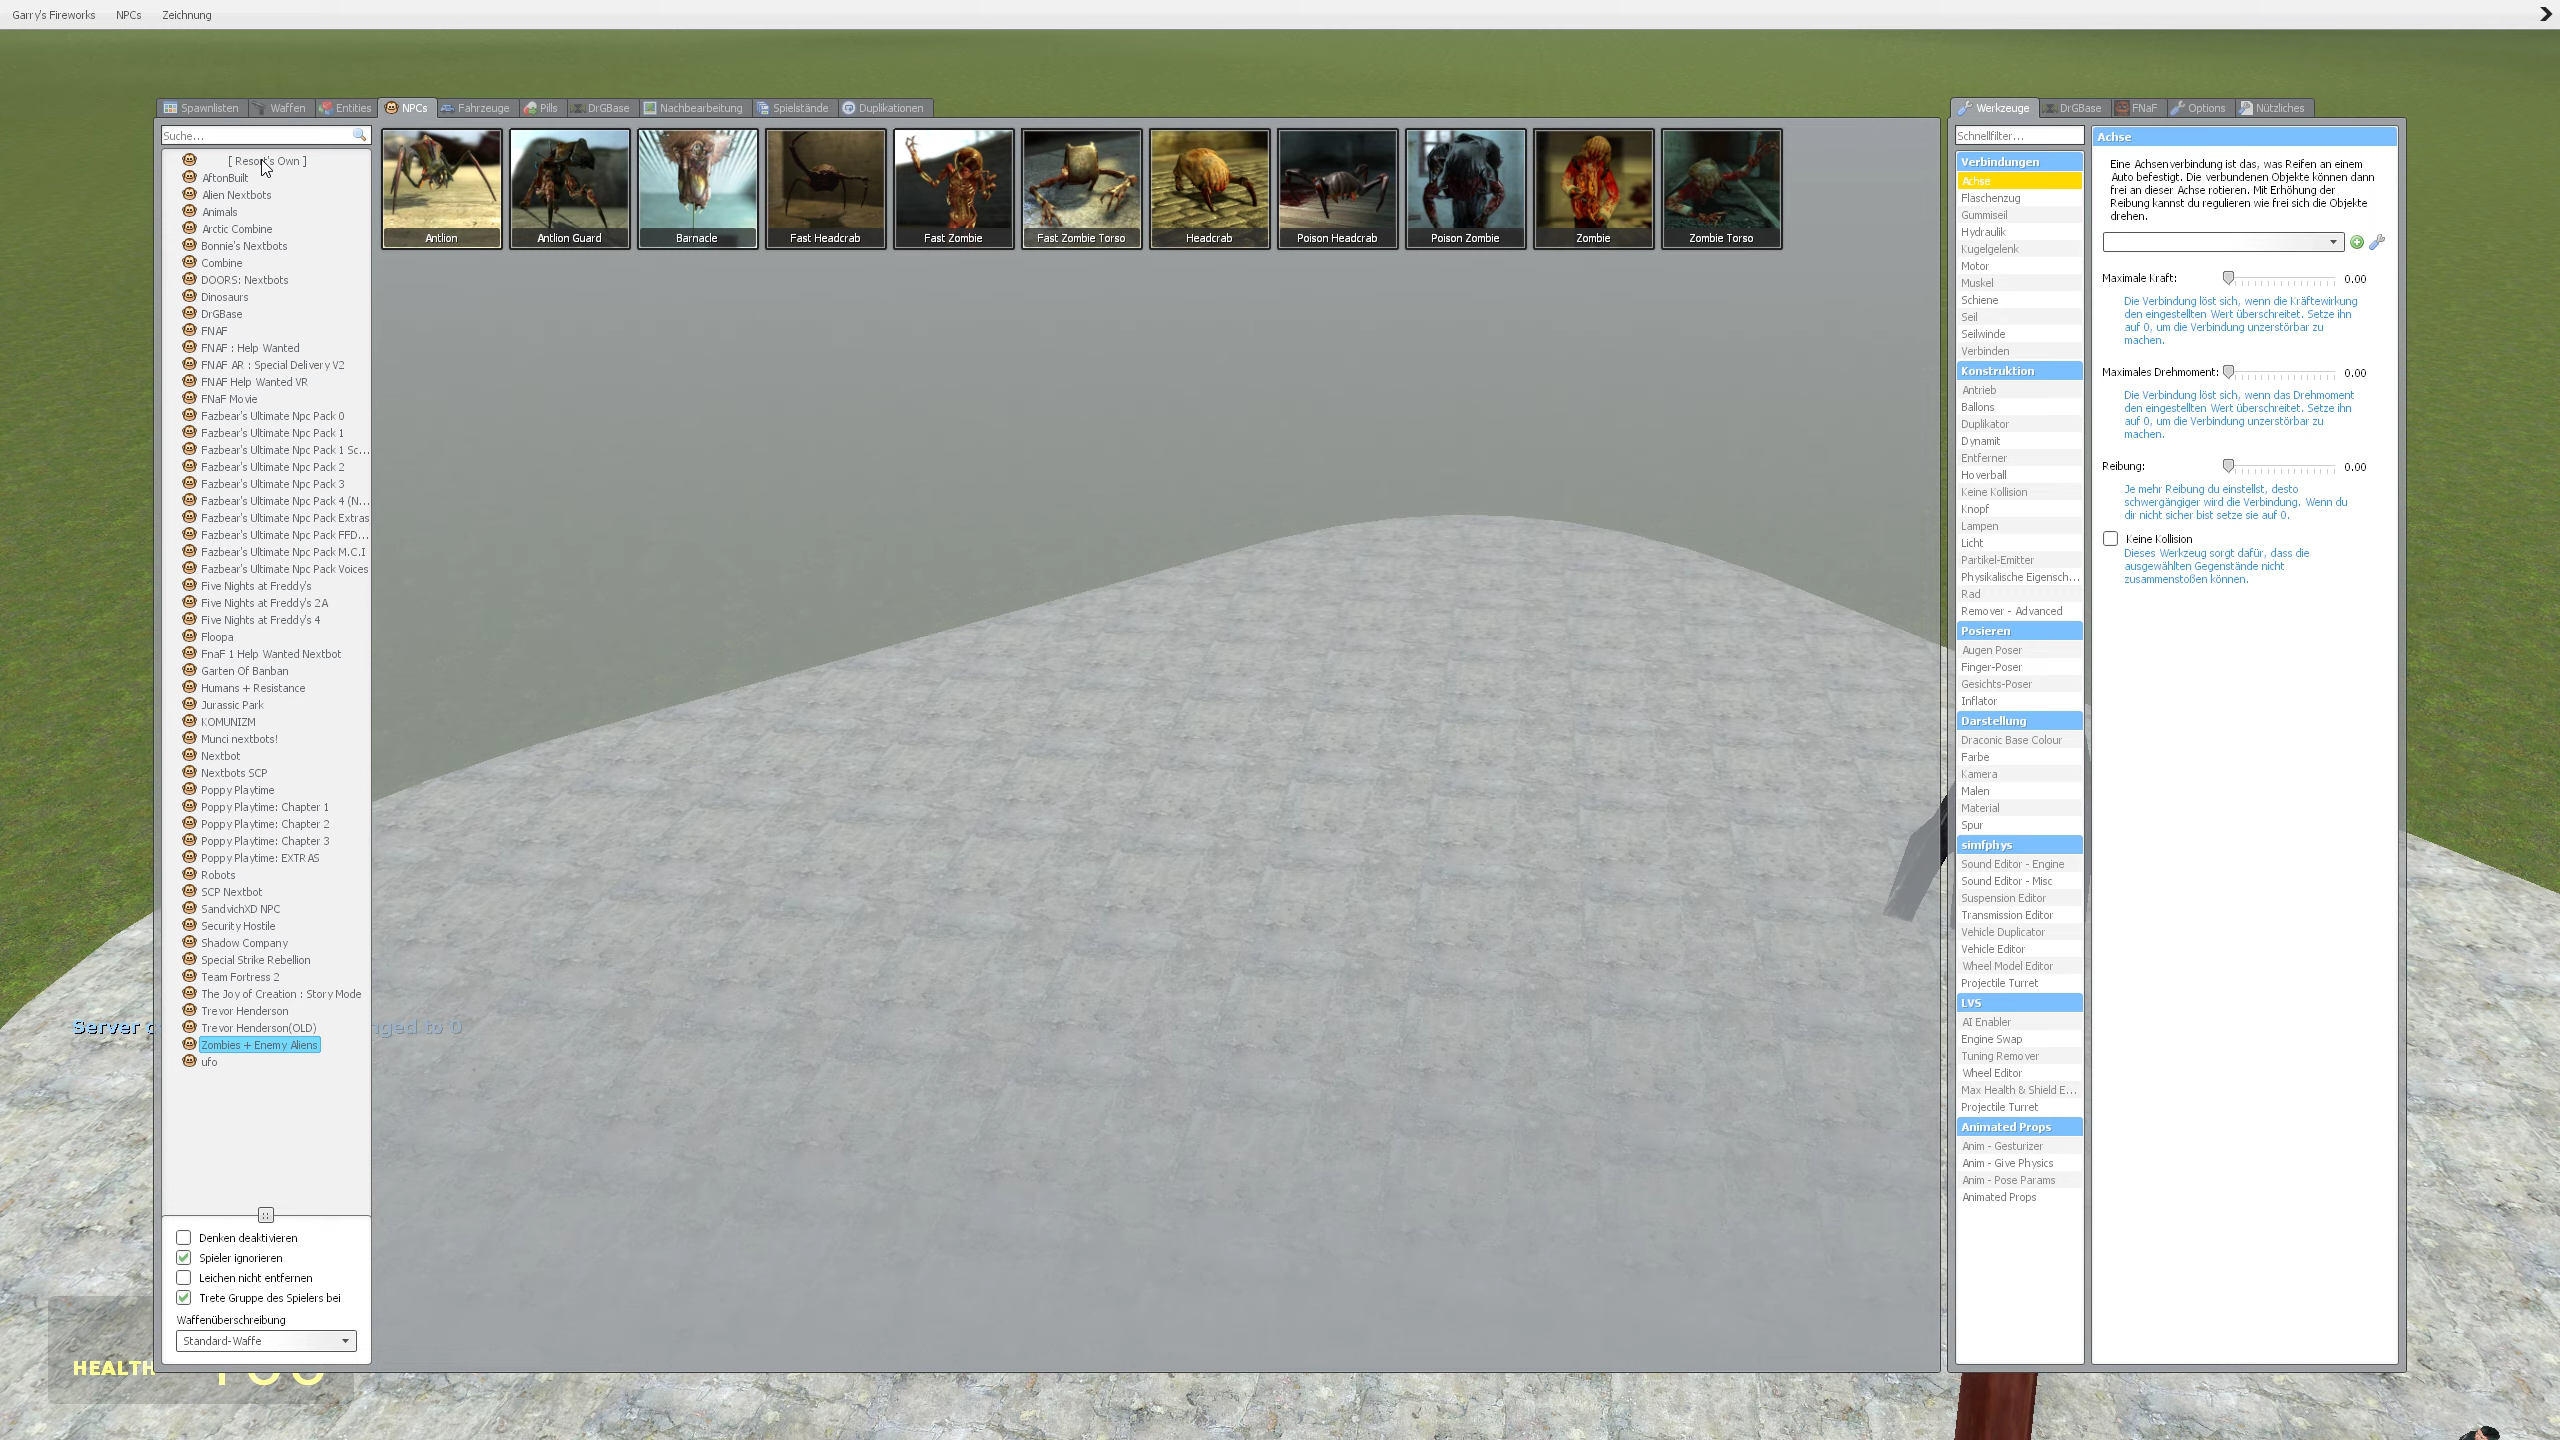 Garry's Fireworks NPCs Zeichnung
Spawnlisten Waffen Entities NPCs Fahrzeuge Pills DrGBase Nachbearbeitung Spielstände Duplikationen
Suche...
[ Resort's Own ]
AftonBuilt
Alien Nextbots
Animals
Arctic Combine
Bonnie's Nextbots
Combine
DOORS: Nextbots
Dinosaurs
DrGBase
FNAF
FNAF : Help Wanted
FNAF AR : Special Delivery V2
FNAF Help Wanted VR
FNaF Movie
Fazbear's Ultimate Npc Pack 0
Fazbear's Ultimate Npc Pack 1
Fazbear's Ultimate Npc Pack 1 Sc...
Fazbear's Ultimate Npc Pack 2
Fazbear's Ultimate Npc Pack 3
Fazbear's Ultimate Npc Pack 4 (N...
Fazbear's Ultimate Npc Pack Extras
Fazbear's Ultimate Npc Pack FFD...
Fazbear's Ultimate Npc Pack M.C.I
Fazbear's Ultimate Npc Pack Voices
Five Nights at Freddy's
Five Nights at Freddy's 2A
Five Nights at Freddy's 4
Floopa
FnaF 1 Help Wanted Nextbot
Garten Of Banban
Humans + Resistance
Jurassic Park
KOMUNIZM
Munci nextbots!
Nextbot
Nextbots SCP
Poppy Playtime
Poppy Playtime: Chapter 1
Poppy Playtime: Chapter 2
Poppy Playtime: Chapter 3
Poppy Playtime: EXTRAS
Robots
SCP Nextbot
SandvichXD NPC
Security Hostile
Shadow Company
Special Strike Rebellion
Team Fortress 2
The Joy of Creation : Story Mode
Trevor Henderson
Trevor Henderson(OLD)
Zombies + Enemy Aliens
ufo
Denken deaktivieren
Spieler ignorieren
Leichen nicht entfernen
Trete Gruppe des Spielers bei
Waffenüberschreibung
Standard-Waffe
Antlion
Antlion Guard
Barnacle
Fast Headcrab
Fast Zombie
Fast Zombie Torso
Headcrab
Poison Headcrab
Poison Zombie
Zombie
Zombie Torso
Server
nged to 0
HEALTH
100
Werkzeuge DrGBase FNaF Options Nützliches
Schnellfilter...
Verbindungen
Achse
Flaschenzug
Gummiseil
Hydraulik
Kugelgelenk
Motor
Muskel
Schiene
Seil
Seilwinde
Verbinden
Konstruktion
Antrieb
Ballons
Duplikator
Dynamit
Entferner
Hoverball
Keine Kollision
Knopf
Lampen
Licht
Partikel-Emitter
Physikalische Eigensch...
Rad
Remover - Advanced
Posieren
Augen Poser
Finger-Poser
Gesichts-Poser
Inflator
Darstellung
Draconic Base Colour
Farbe
Kamera
Malen
Material
Spur
simfphys
Sound Editor - Engine
Sound Editor - Misc
Suspension Editor
Transmission Editor
Vehicle Duplicator
Vehicle Editor
Wheel Model Editor
Projectile Turret
LVS
AI Enabler
Engine Swap
Tuning Remover
Wheel Editor
Max Health & Shield E...
Projectile Turret
Animated Props
Anim - Gesturizer
Anim - Give Physics
Anim - Pose Params
Animated Props
Achse
Eine Achsenverbindung ist das, was Reifen an einem
Auto befestigt. Die verbundenen Objekte können dann
frei an dieser Achse rotieren. Mit Erhöhung der
Reibung kannst du regulieren wie frei sich die Objekte
drehen.
Maximale Kraft: 0.00
Die Verbindung löst sich, wenn die Kräftewirkung
den eingestellten Wert überschreitet. Setze ihn
auf 0, um die Verbindung unzerstörbar zu
machen.
Maximales Drehmoment: 0.00
Die Verbindung löst sich, wenn das Drehmoment
den eingestellten Wert überschreitet. Setze ihn
auf 0, um die Verbindung unzerstörbar zu
machen.
Reibung: 0.00
Je mehr Reibung du einstellst, desto
schwergängiger wird die Verbindung. Wenn du
dir nicht sicher bist setze sie auf 0.
Keine Kollision
Dieses Werkzeug sorgt dafür, dass die
ausgewählten Gegenstände nicht
zusammenstoßen können.